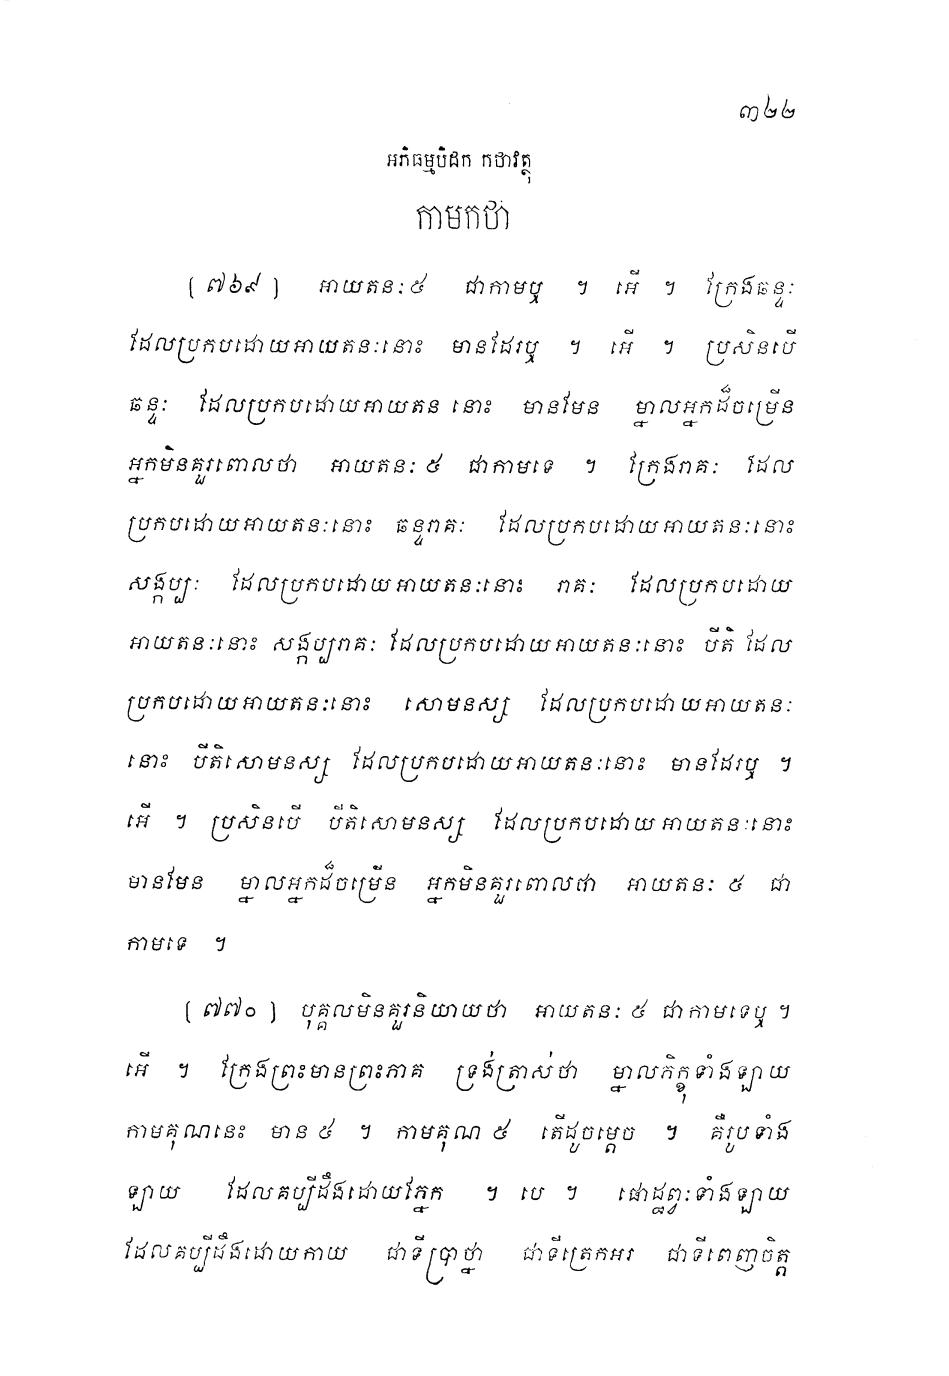 ៣២២
អភិធម្មបិដក កថាវត្ថុ
កាមកថា
[ ៧៦៩ ] អាយតនៈ ៥ ជាកាមឬ ។ អើ ។ ក្រែងឆន្ទៈ
ដែលប្រកបដោយអាយតនៈនោះ មានដែរឬ ។ អើ ។ ប្រសិនបើ
ឆន្ទៈ ដែលប្រកបដោយអាយតន នោះ មានមែន ម្នាលអ្នកដ៏ចម្រើន
អ្នកមិនគួរពោលថា អាយតនៈ ៥ ជាកាមទេ ។ ក្រែងរាគៈ ដែល
ប្រកបដោយអាយតនៈនោះ ឆន្ទរាគៈ ដែលប្រកបដោយអាយតនៈនោះ
សង្កប្បៈ ដែលប្រកបដោយអាយតនៈនោះ រាគៈ ដែលប្រកបដោយ
អាយតនៈនោះ សង្កប្បរាគៈ ដែលប្រកបដោយអាយតនៈនោះ បីតិ ដែល
ប្រកបដោយអាយតនៈនោះ សោមនស្ស ដែលប្រកបដោយអាយតនៈ
នោះ បីតិសោមនស្ស ដែលប្រកបដោយអាយតនៈនោះ មានដែរឬ ។
អើ ។ ប្រសិនបើ បីតិសោមនស្ស ដែលប្រកបដោយអាយតនៈនោះ
មានមែន ម្នាលអ្នកដ៏ចម្រើន អ្នកមិនគួរពោលថា អាយតនៈ ៥ ជា
កាមទេ ។
[ ៧៧០ ] បុគ្គលមិនគួរនិយាយថា អាយតនៈ ៥ ជាកាមទេឬ ។
អើ ។ ក្រែងព្រះមានព្រះភាគ ទ្រង់ត្រាស់ថា ម្នាលភិក្ខុទាំងឡាយ
កាមគុណនេះ មាន ៥ ។ កាមគុណ ៥ តើដូចម្តេច ។ គឺរូបទាំង
ឡាយ ដែលគប្បីដឹងដោយភ្នែក ។ បេ ។ ផោដ្ឋព្វៈទាំងឡាយ
ដែលគប្បីដឹងដោយកាយ ជាទីប្រាថ្នា ជាទីត្រេកអរ ជាទីពេញចិត្ត